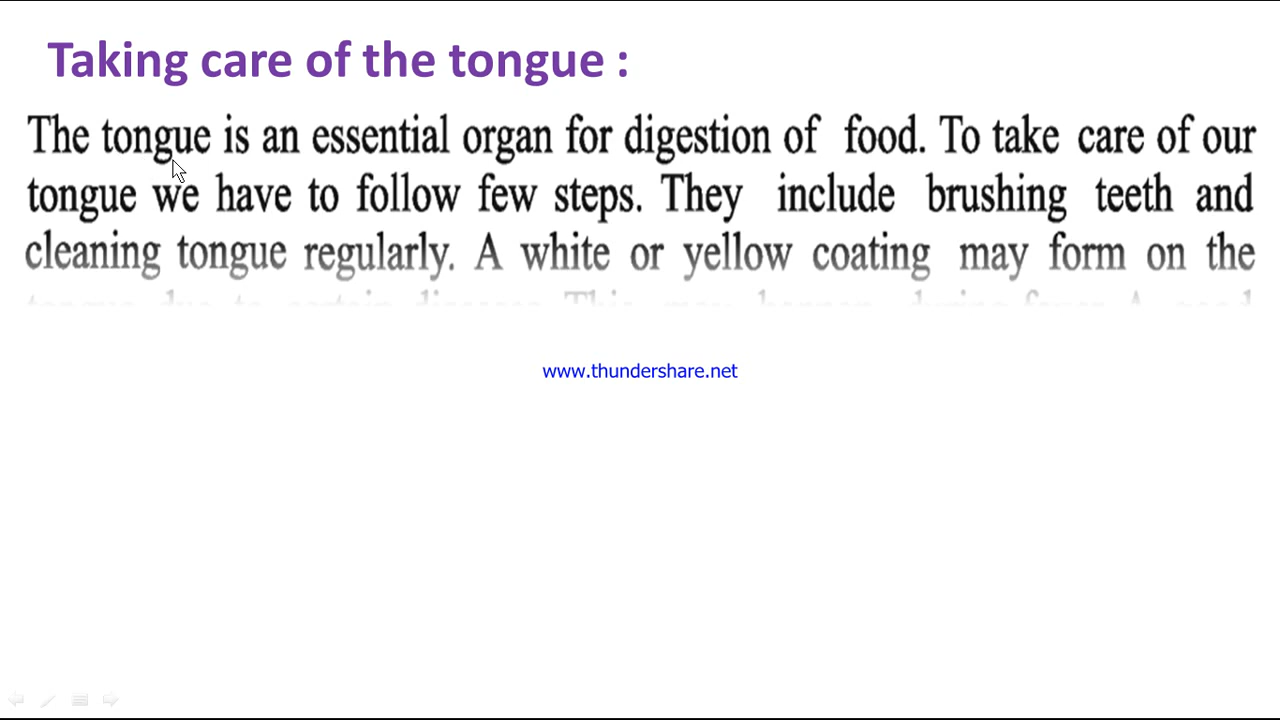 Taking care of the tongue :
The tongue is an essential organ for digestion of food. To take care of our
tongue we have to follow few steps. They include brushing teeth and
cleaning tongue regularly. A white or yellow coating may form on the
www.thundershare.net